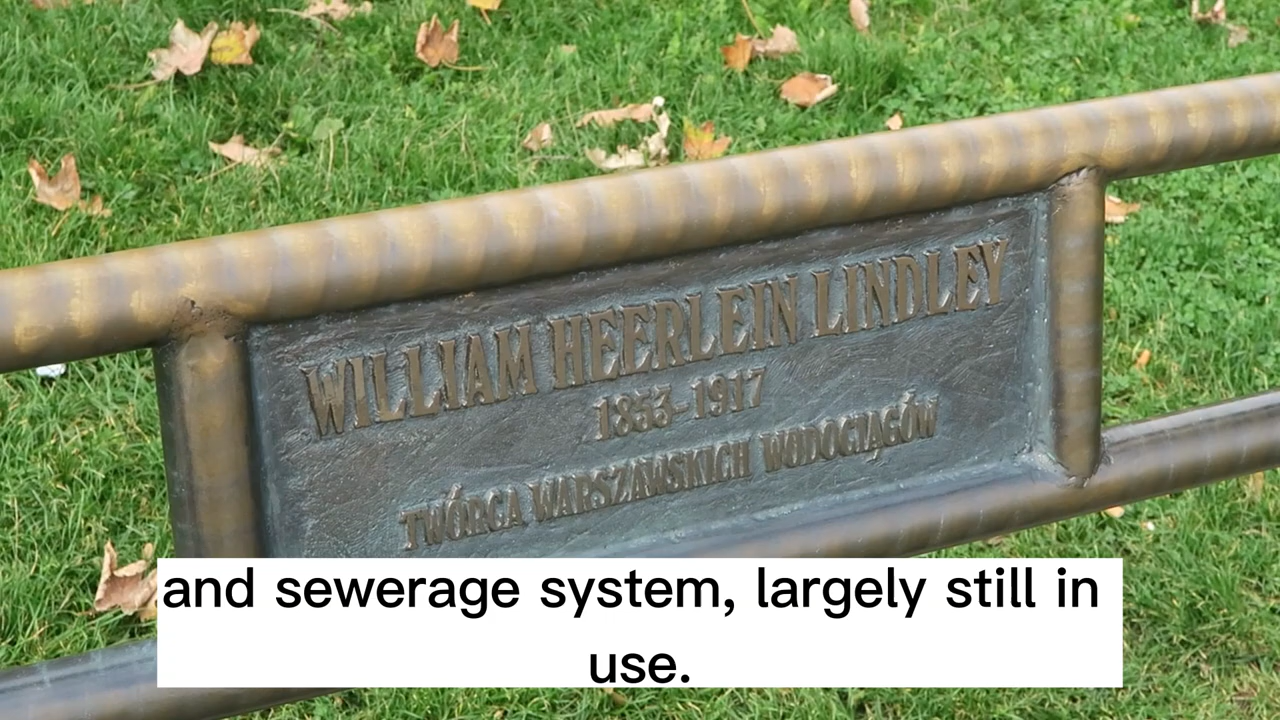 WILLIAM HEERLEIN LINDLEY
1853-1917
TWÓRCA WARSZAWSKICH WODOCIĄGÓW
and sewerage system, largely still in
use.